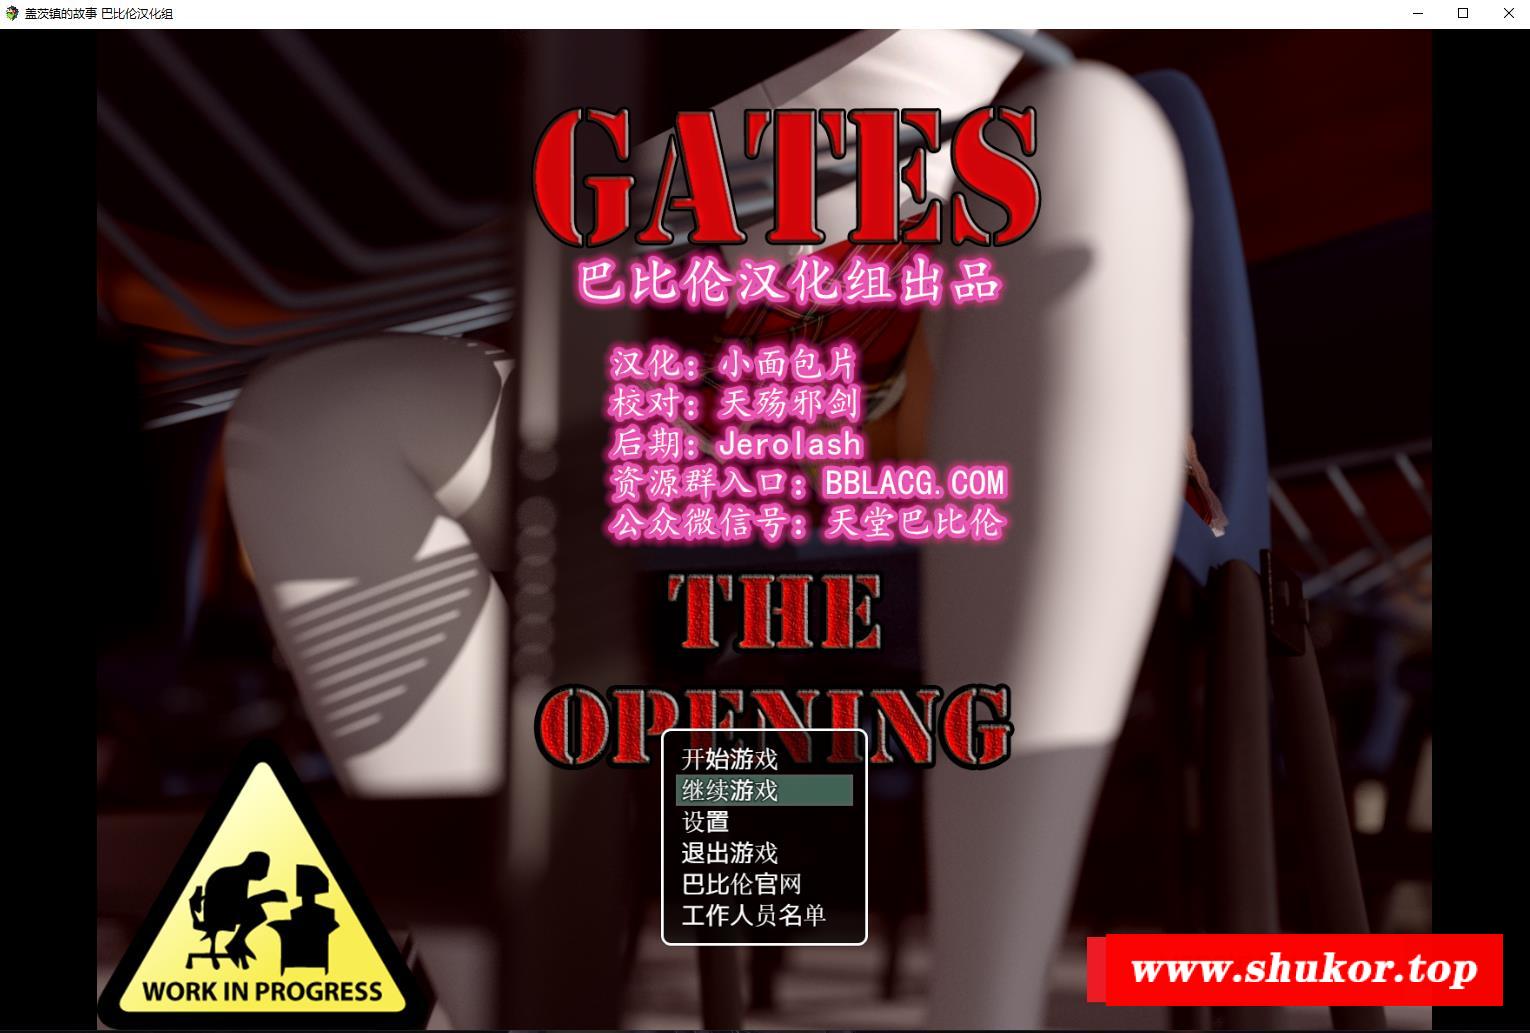 盖茨镇的故事 巴比伦汉化组
GATES
巴比伦汉化组出品
汉化：小面包片
校对：天殇邪剑
后期：Jerolash
资源群入口：BBLACG.COM
公众微信号：天堂巴比伦
THE
OPENING
开始游戏
继续游戏
设置
退出游戏
巴比伦官网
工作人员名单
WORK IN PROGRESS
www.shukor.top